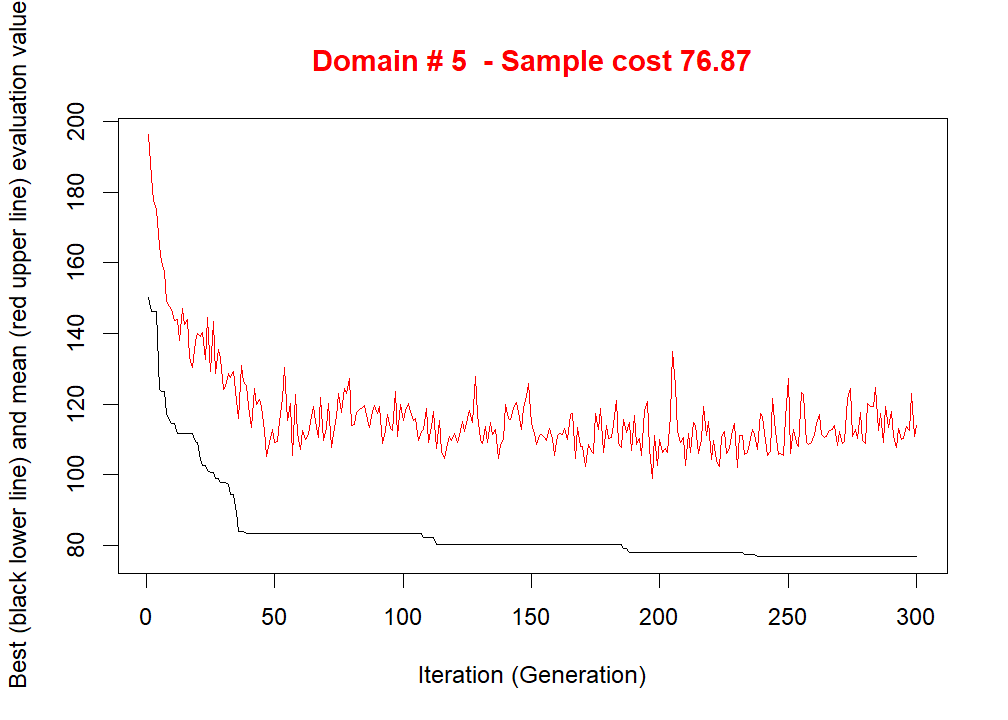 Domain # 5  - Sample cost 76.87
Best (black lower line) and mean (red upper line) evaluation value
200
180
160
140
120
100
80
0 50 100 150 200 250 300
Iteration (Generation)